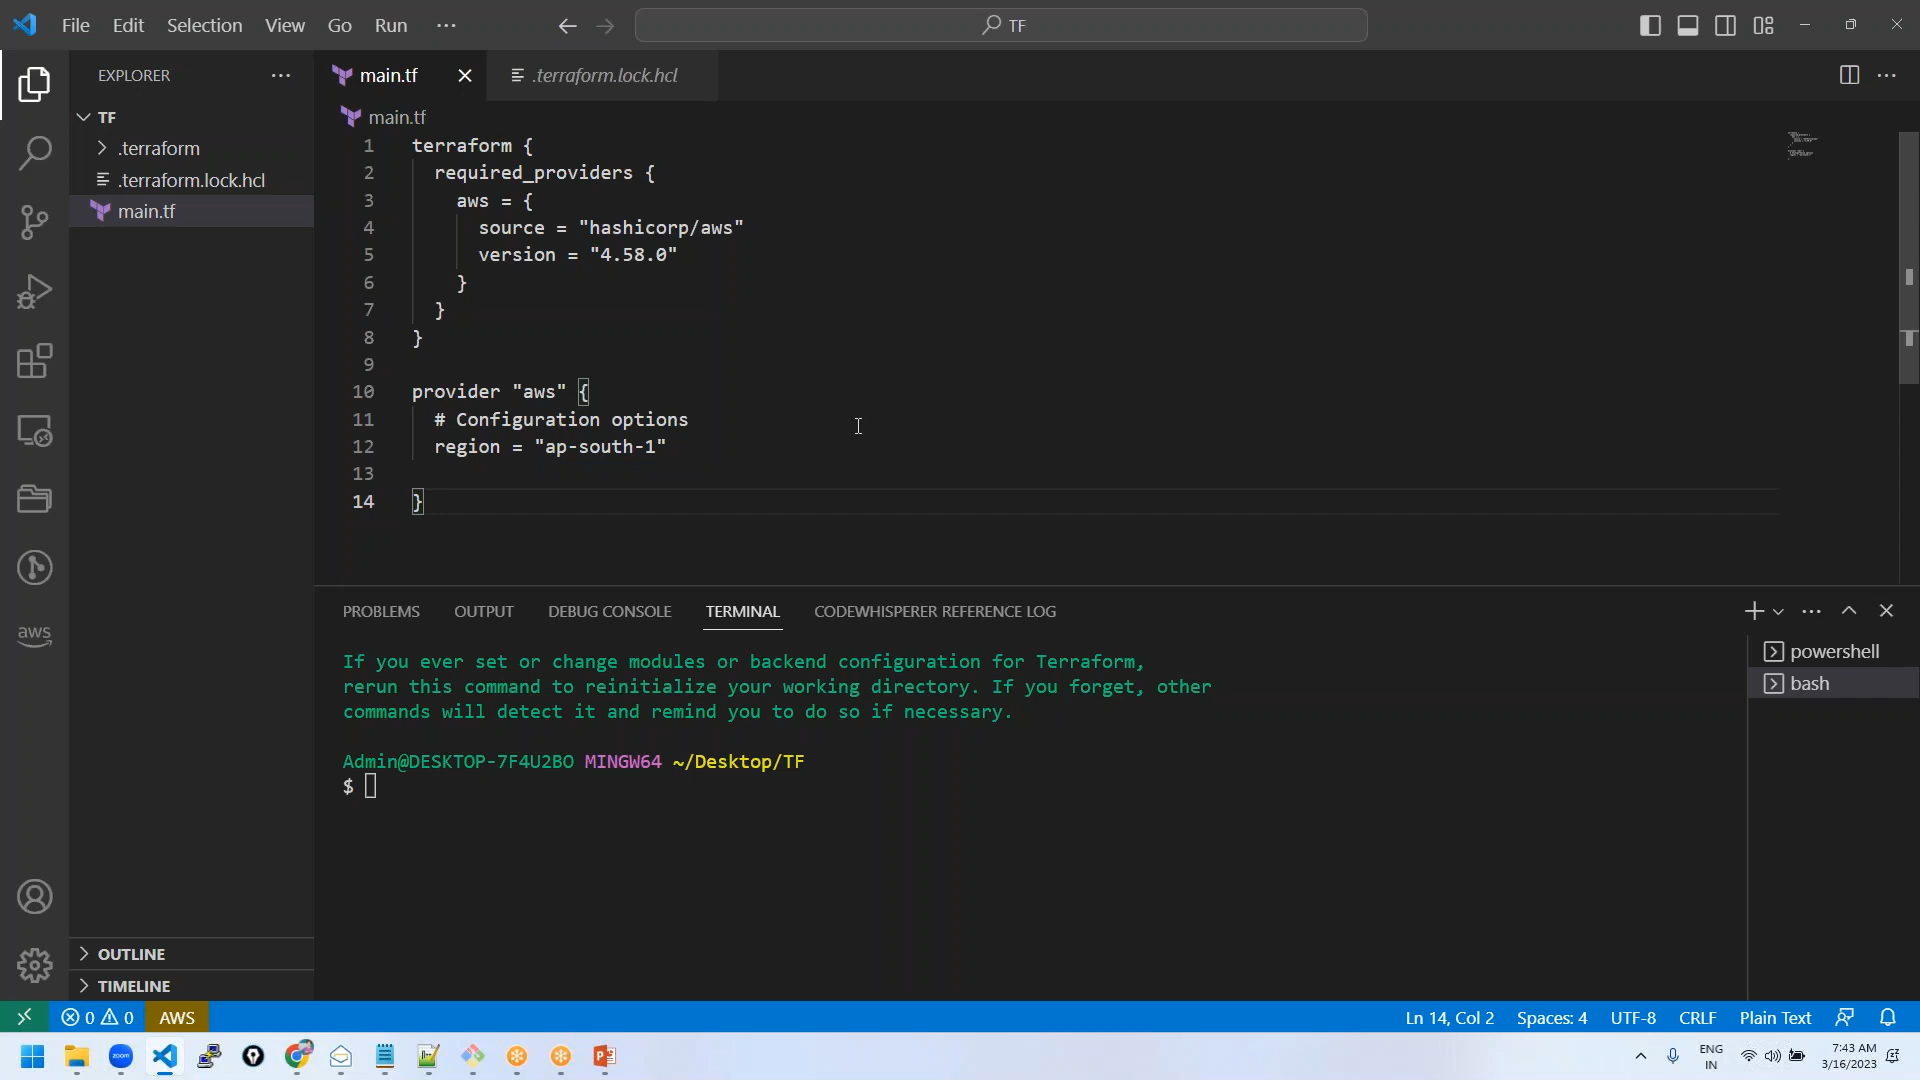 File Edit Selection View Go Run ···
TF
EXPLORER
TF
.terraform
.terraform.lock.hcl
main.tf
OUTLINE
TIMELINE
main.tf
.terraform.lock.hcl
main.tf
1 terraform {
2   required_providers {
3     aws = {
4       source = "hashicorp/aws"
5       version = "4.58.0"
6     }
7   }
8 }
9
10 provider "aws" {
11   # Configuration options
12   region = "ap-south-1"
13
14 }
PROBLEMS OUTPUT DEBUG CONSOLE TERMINAL CODEWHISPERER REFERENCE LOG
If you ever set or change modules or backend configuration for Terraform,
rerun this command to reinitialize your working directory. If you forget, other
commands will detect it and remind you to do so if necessary.
Admin@DESKTOP-7F4U2BO MINGW64 ~/Desktop/TF
$
powershell
bash
aws
0 0 AWS
Ln 14, Col 2 Spaces: 4 UTF-8 CRLF Plain Text
zoom
ENG
IN
7:43 AM
3/16/2023